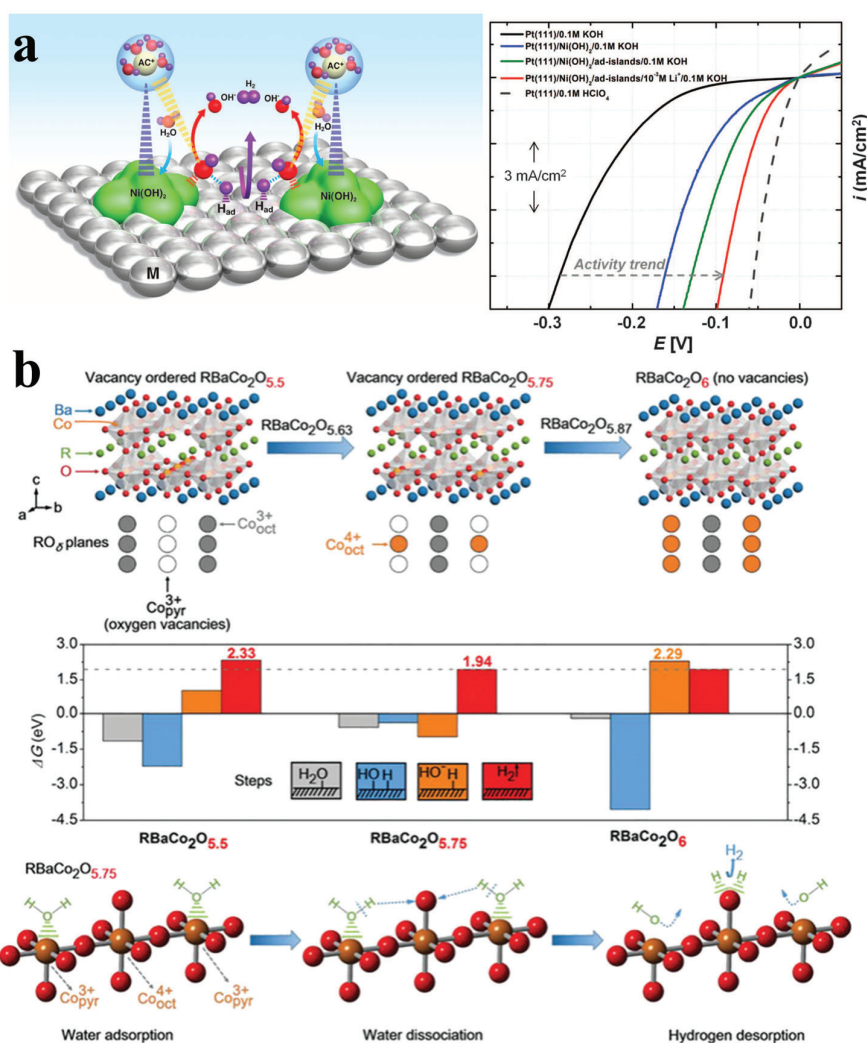 a
AC⁺
AC⁺
H₂
OH⁻
OH⁻
H₂O
H₂O
Ni(OH)₂
Ni(OH)₂
H_ad
H_ad
M
Pt(111)/0.1M KOH
Pt(111)/Ni(OH)₂/0.1M KOH
Pt(111)/Ni(OH)₂/ad-islands/0.1M KOH
Pt(111)/Ni(OH)₂/ad-islands/10⁻³M Li⁺/0.1M KOH
Pt(111)/0.1M HClO₄
3 mA/cm²
Activity trend
i (mA/cm²)
-0.3 -0.2 -0.1 0.0
E [V]
b
Vacancy ordered RBaCo₂O₅.₅
Vacancy ordered RBaCo₂O₅.₇₅
RBaCo₂O₆ (no vacancies)
Ba
Co
R
O
RBaCo₂O₅.₆₃
RBaCo₂O₅.₈₇
c
a
b
RO_δ planes
Co³⁺oct
Co⁴⁺oct
Co³⁺pyr
(oxygen vacancies)
3.0
1.5
0.0
-1.5
-3.0
-4.5
ΔG (eV)
2.33
1.94
2.29
3.0
1.5
0.0
-1.5
-3.0
-4.5
Steps
H₂O
HO H
HO⁻ H
H₂↑
RBaCo₂O₅.₅
RBaCo₂O₅.₇₅
RBaCo₂O₆
RBaCo₂O₅.₇₅
H O H
H O H
H O H
H O H
H₂
H H
H O
O H
Co³⁺pyr
Co⁴⁺oct
Co³⁺pyr
Water adsorption
Water dissociation
Hydrogen desorption